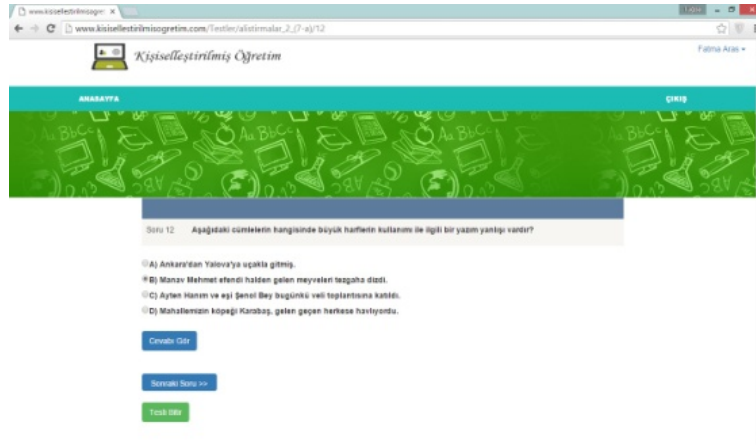 www.kisisellestirilmisogre
www.kisisellestirilmisogretim.com/Testler/alistirmalar_2_(7-a)/12
Kişiselleştirilmiş Öğretim
Fatma Aras
ANASAYFA
ÇIKIŞ
Soru 12 Aşağıdaki cümlelerin hangisinde büyük harflerin kullanımı ile ilgili bir yazım yanlışı vardır?
A) Ankara'dan Yalova'ya uçakla gitmiş.
B) Manav Mehmet efendi halden gelen meyveleri tezgaha dizdi.
C) Ayten Hanım ve eşi Şenol Bey bugünkü veli toplantısına katıldı.
D) Mahallemizin köpeği Karabaş, gelen geçen herkese havlıyordu.
Cevabı Gör
Sonraki Soru >>
Testi Bitir